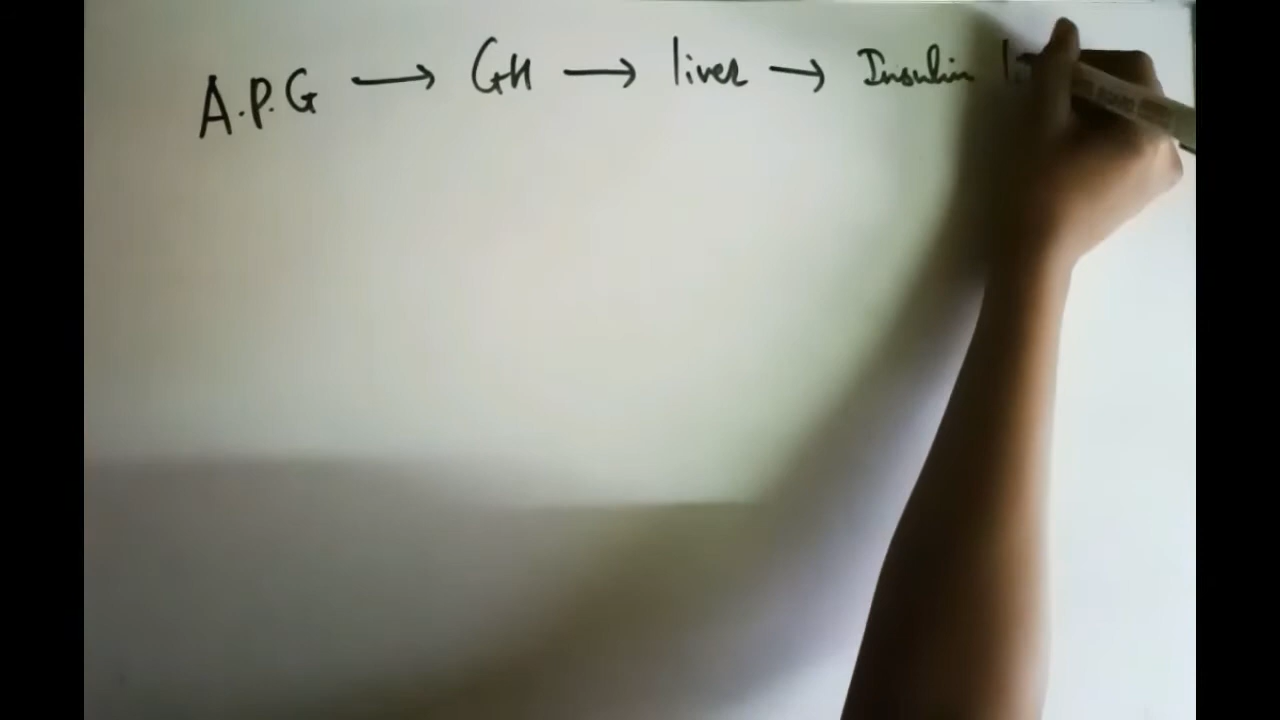 A.P.G → GH → liver → Insulin